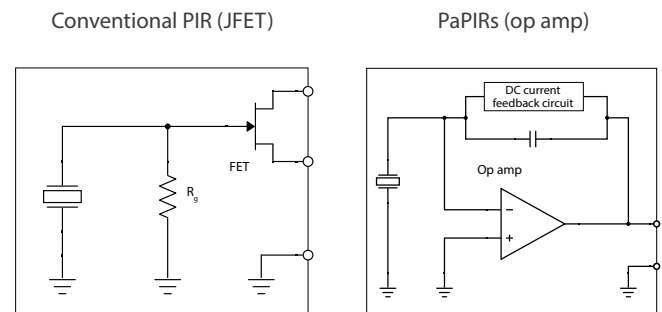 Conventional PIR (JFET)
PaPIRs (op amp)
FET
Rg
DC current
feedback circuit
Op amp
−
+